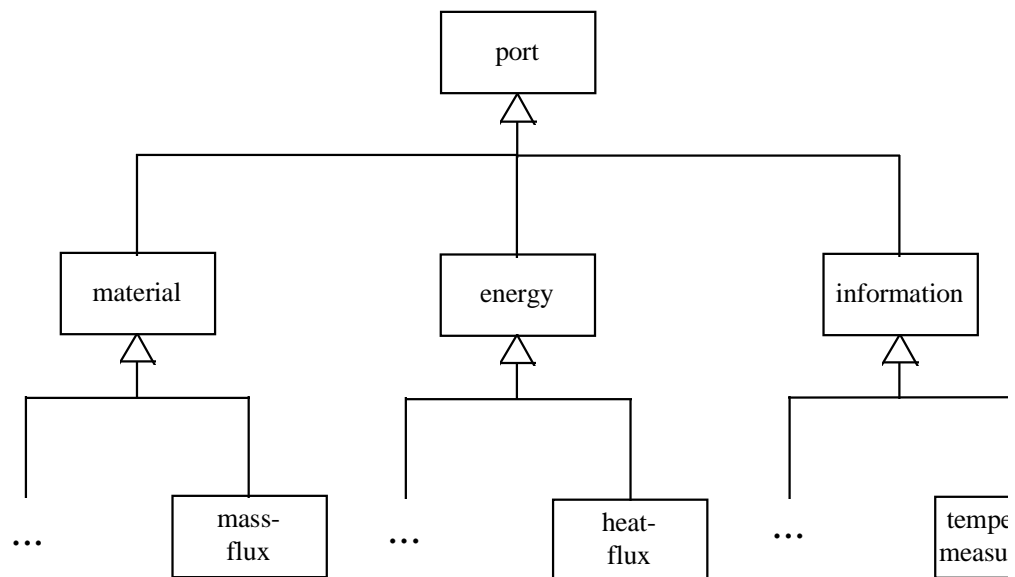 port
material
energy
information
...
mass-
flux
...
heat-
flux
...